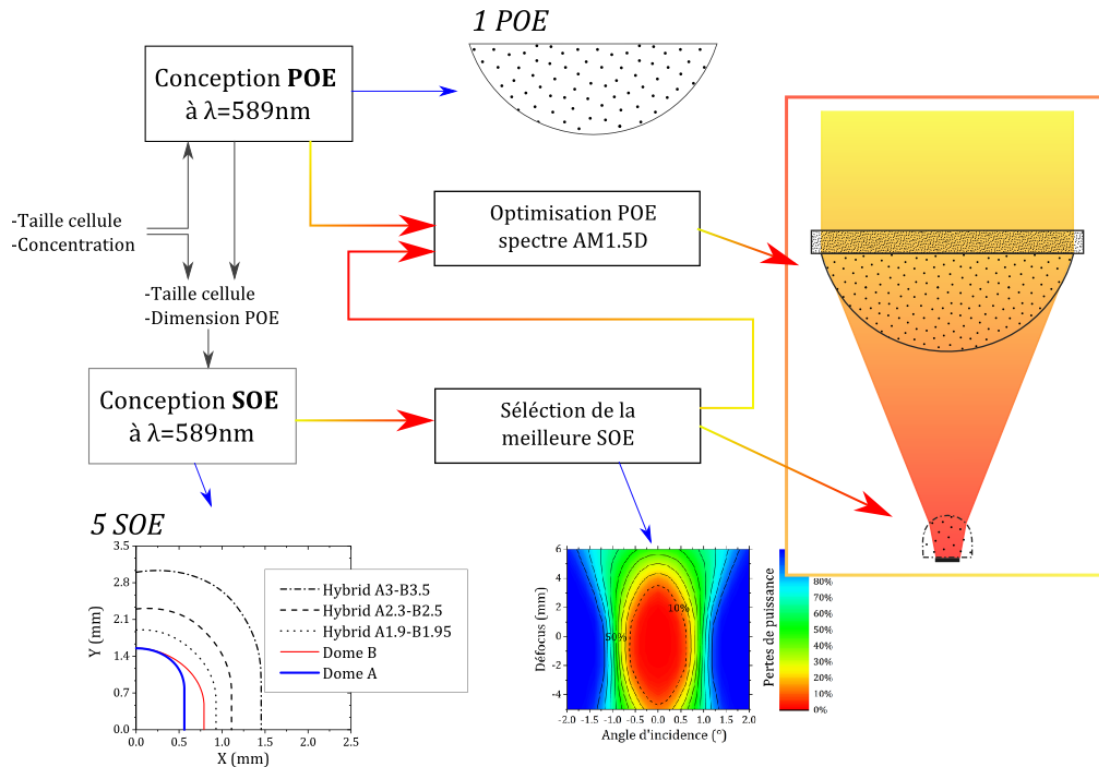 1 POE
Conception POE
à λ=589nm
-Taille cellule
-Concentration
Optimisation POE
spectre AM1.5D
-Taille cellule
-Dimension POE
Conception SOE
à λ=589nm
Séléction de la
meilleure SOE
5 SOE
3.5
2.8
2.1
1.4
0.7
0.0
Y (mm)
0.0 0.5 1.0 1.5 2.0 2.5
X (mm)
Hybrid A3-B3.5
Hybrid A2.3-B2.5
Hybrid A1.9-B1.95
Dome B
Dome A
6
4
2
0
-2
-4
Défocus (mm)
10%
50%
-2.0 -1.5 -1.0 -0.5 0.0 0.5 1.0 1.5 2.0
Angle d'incidence (°)
Pertes de puissance
80%
70%
60%
50%
40%
30%
20%
10%
0%